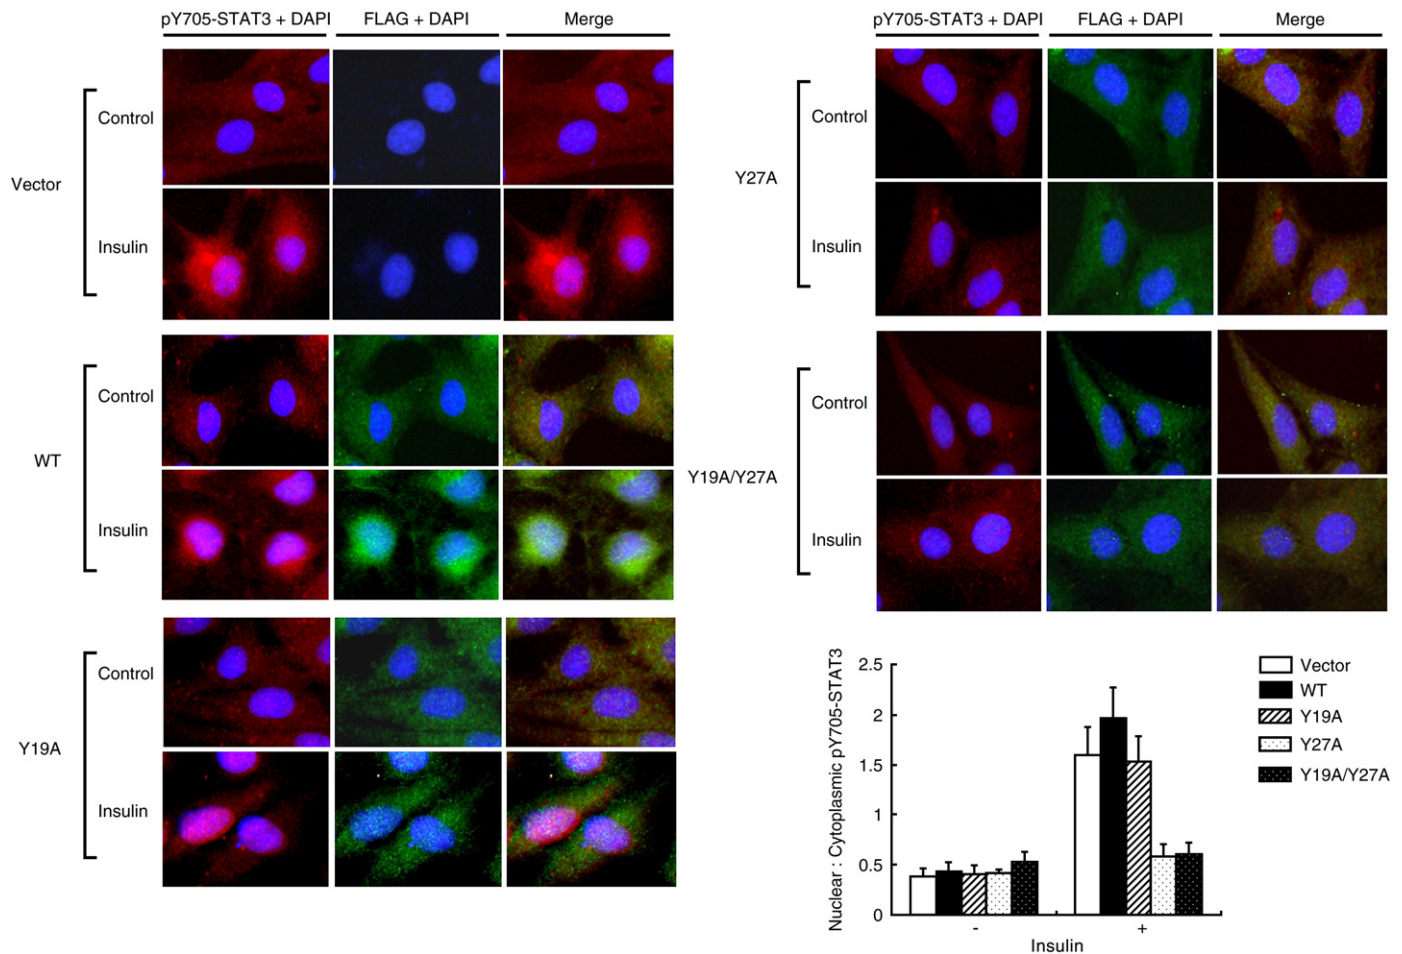 pY705-STAT3 + DAPI FLAG + DAPI Merge
Vector
Control
Insulin
WT
Control
Insulin
Y19A
Control
Insulin
pY705-STAT3 + DAPI FLAG + DAPI Merge
Y27A
Control
Insulin
Y19A/Y27A
Control
Insulin
Nuclear : Cytoplasmic pY705-STAT3
2.5
2
1.5
1
0.5
0
- +
Insulin
Vector
WT
Y19A
Y27A
Y19A/Y27A